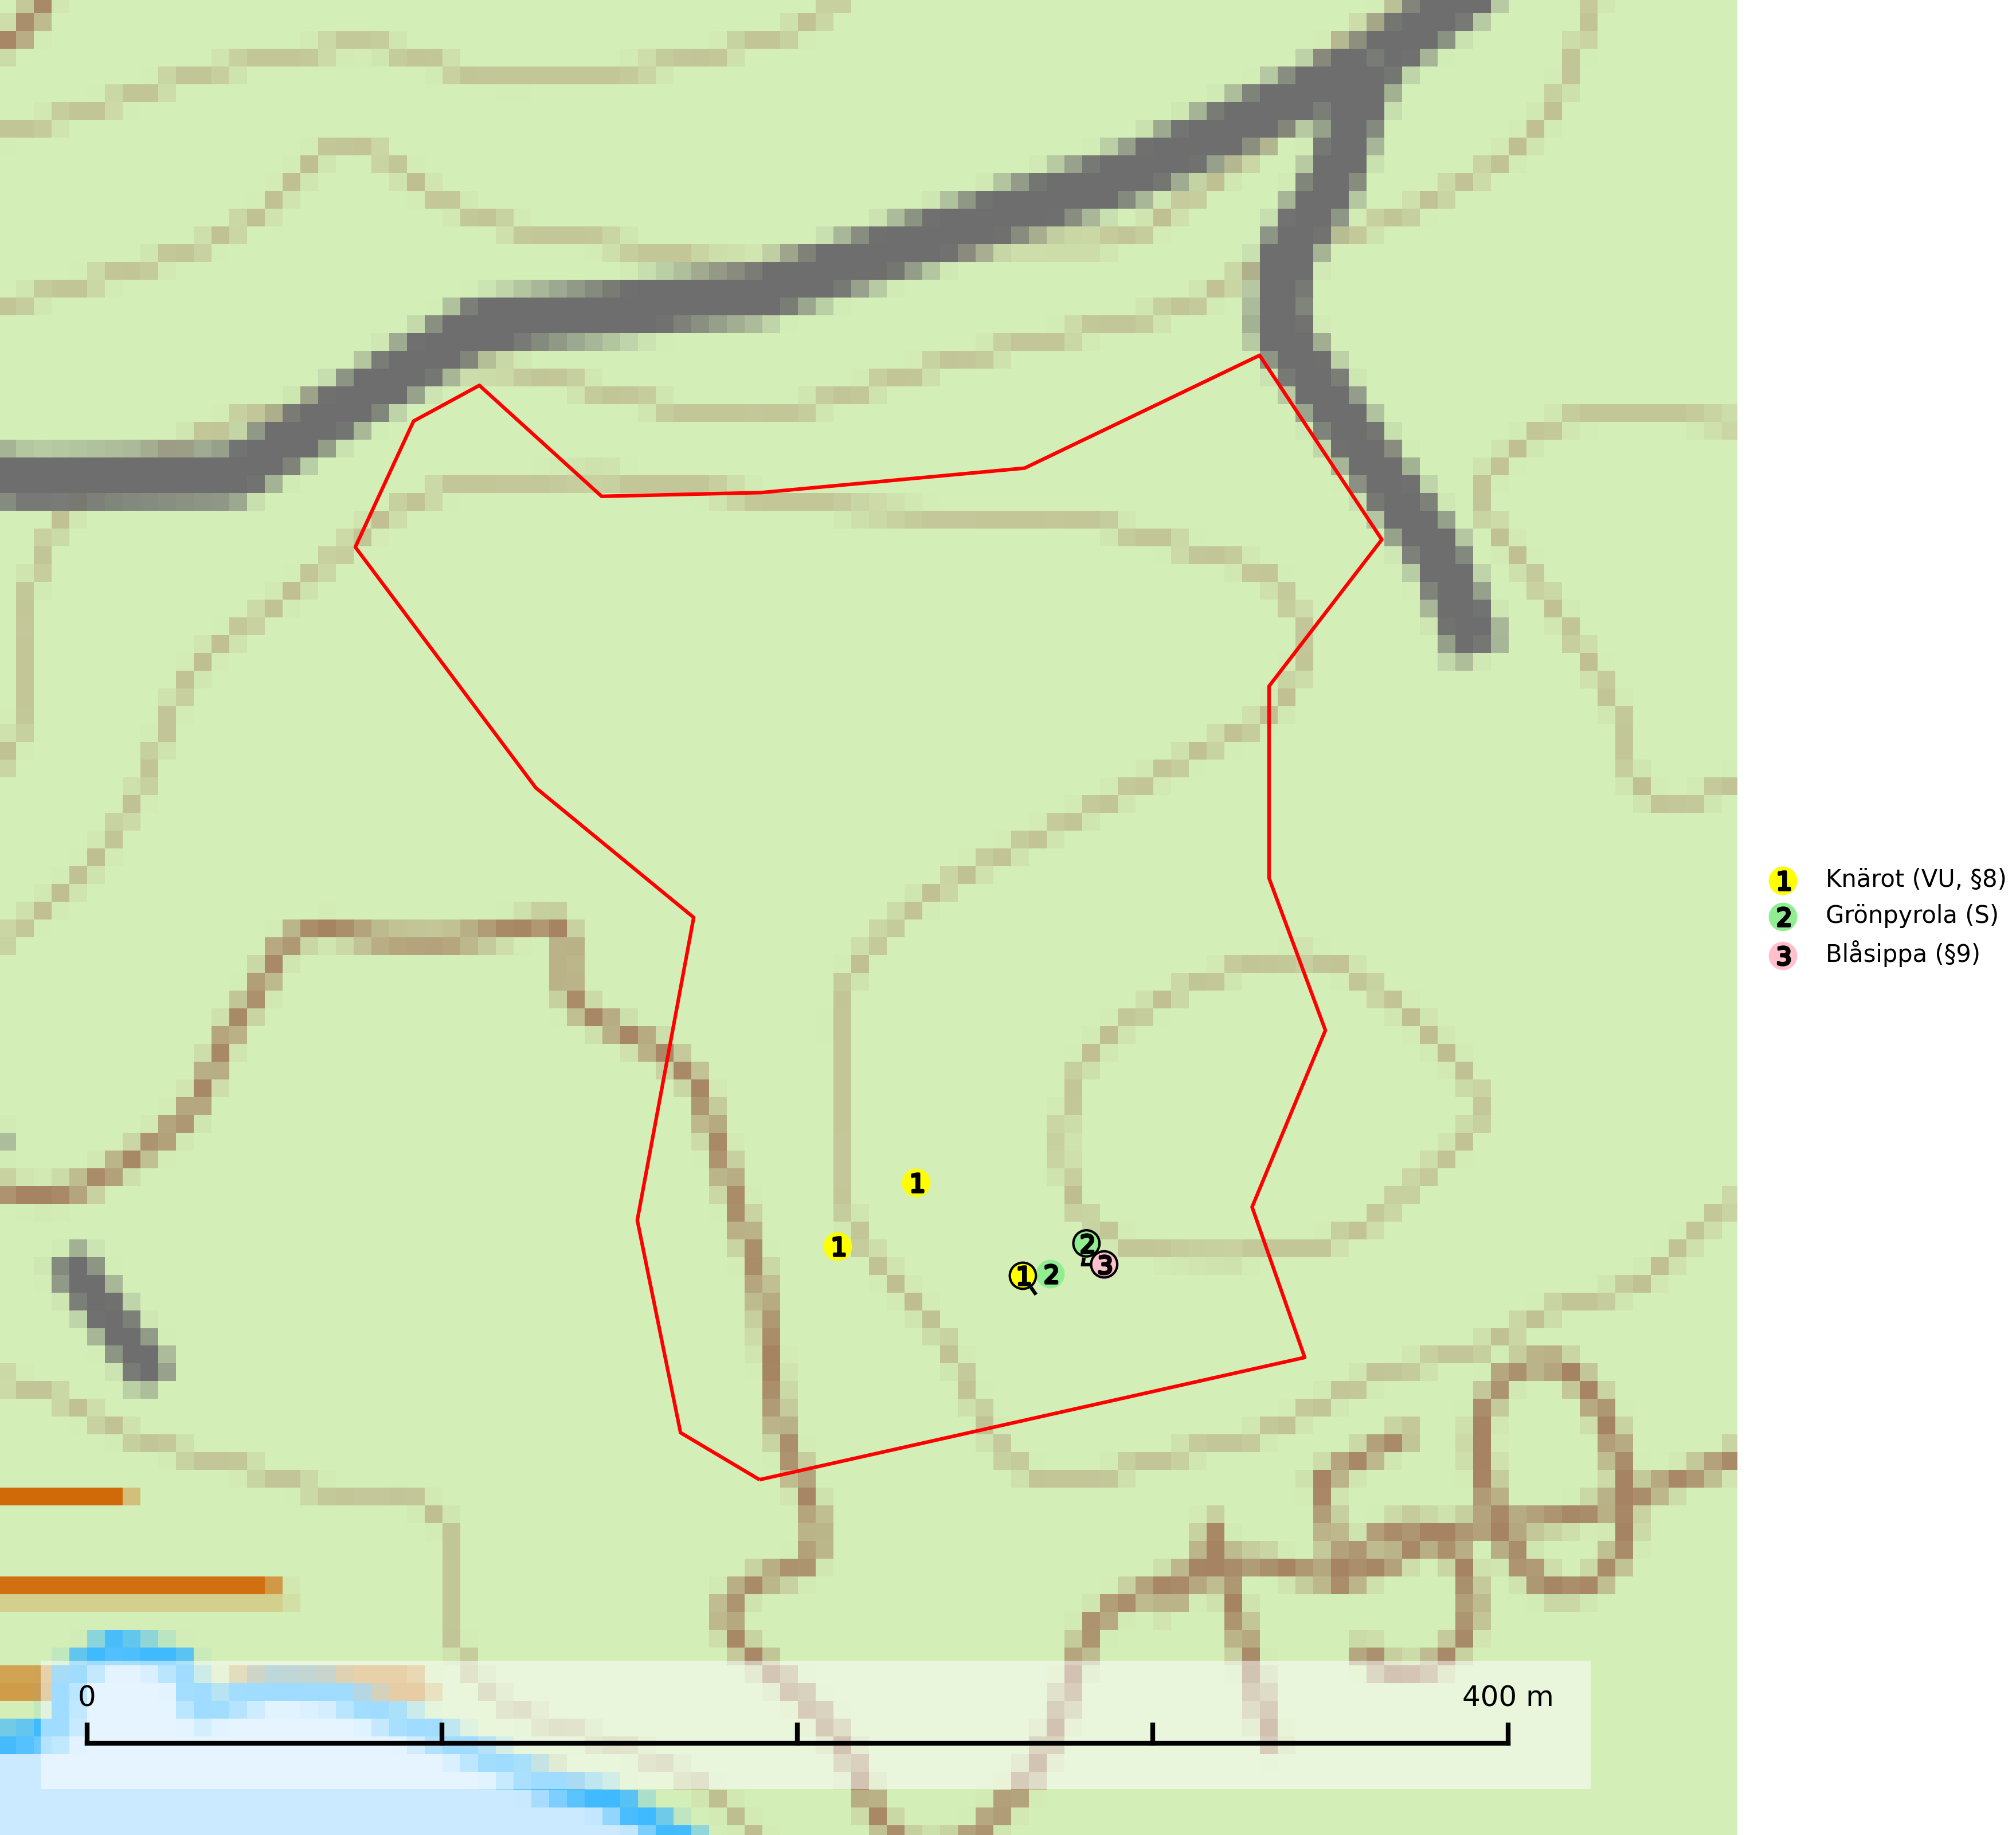 1
1
2
1
2
3
1 Knärot (VU, §8)
2 Grönpyrola (S)
3 Blåsippa (§9)
0
400 m